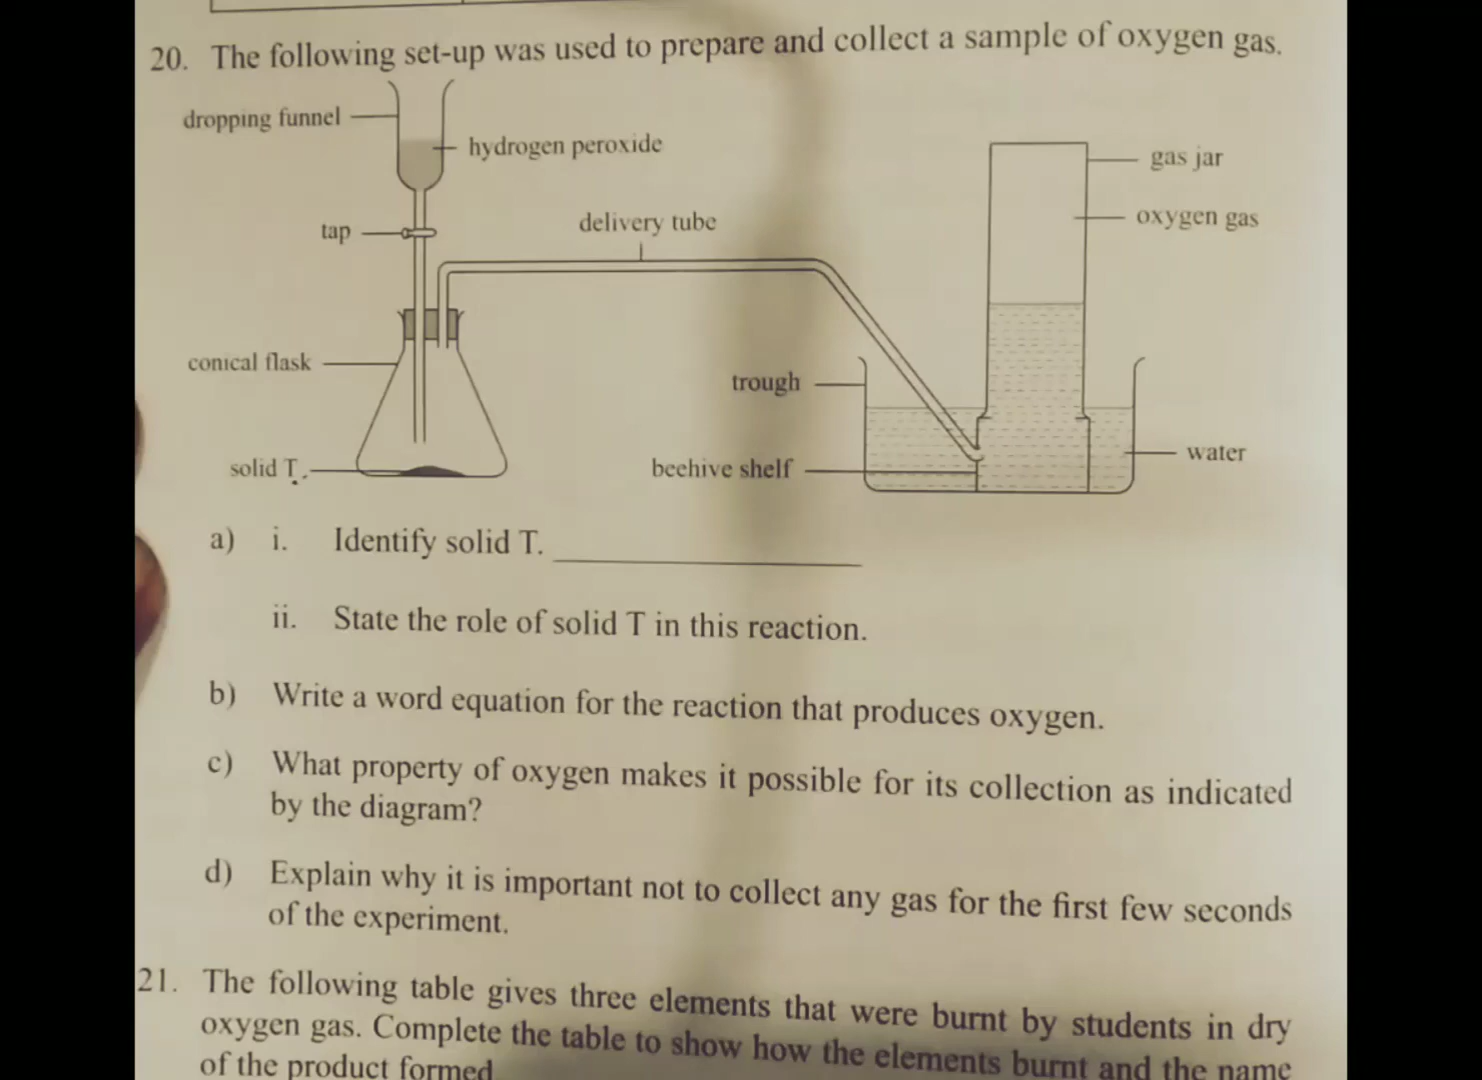 20. The following set-up was used to prepare and collect a sample of oxygen gas.
dropping funnel
hydrogen peroxide
gas jar
oxygen gas
delivery tube
tap
conical flask
trough
water
solid T
beehive shelf
a) i. Identify solid T. ____________
ii. State the role of solid T in this reaction.
b) Write a word equation for the reaction that produces oxygen.
c) What property of oxygen makes it possible for its collection as indicated
by the diagram?
d) Explain why it is important not to collect any gas for the first few seconds
of the experiment.
21. The following table gives three elements that were burnt by students in dry
oxygen gas. Complete the table to show how the elements burnt and the name
of the product formed